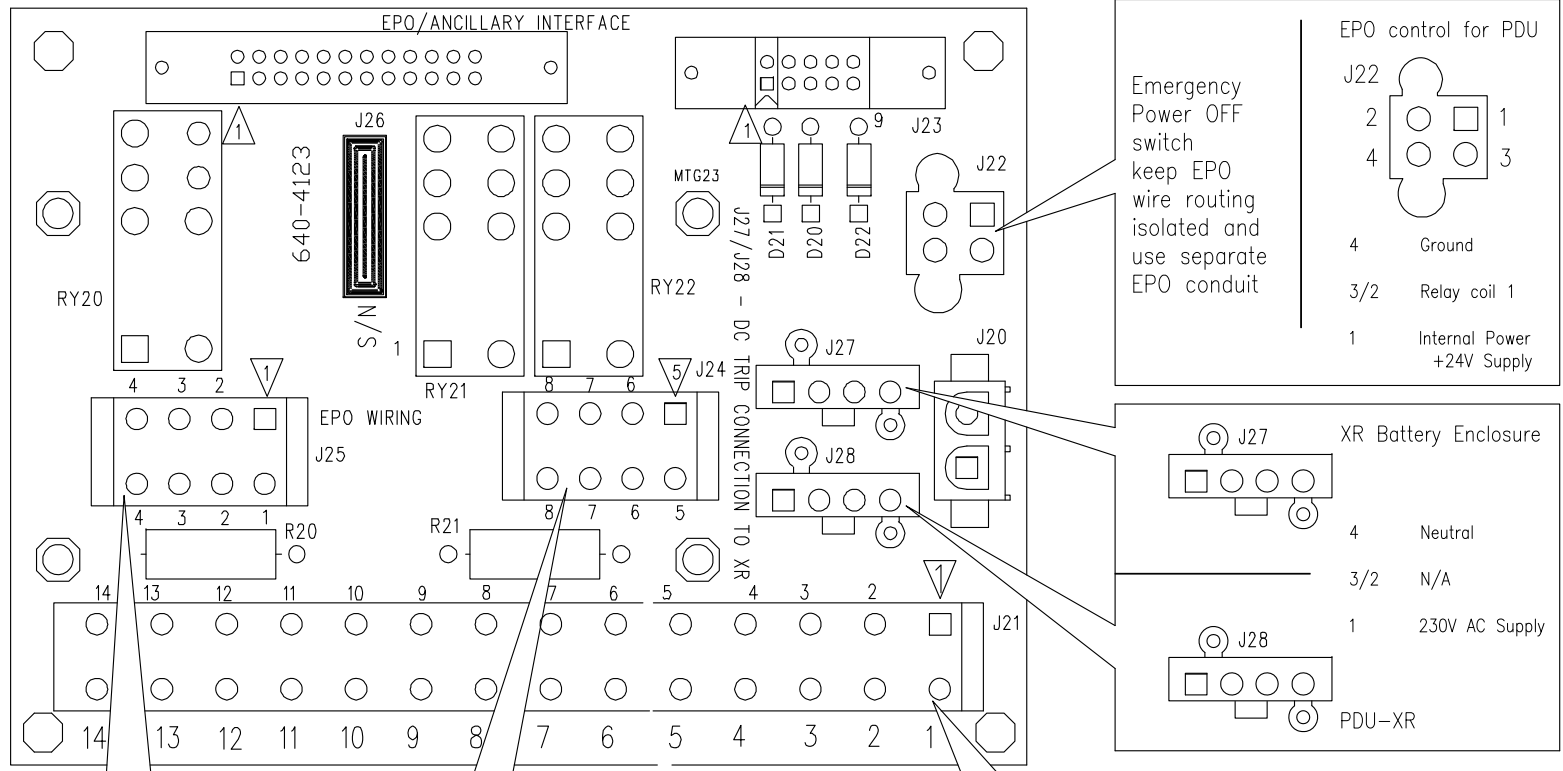 EPO/ANCILLARY INTERFACE
1
J26
640-4123
S/N
RY20
1
RY21
RY22
MTG23
1
9
J23
D21
D20
D22
J22
J27/J28 - DC TRIP CONNECTION TO XR
J27
J28
J20
4 3 2 1
EPO WIRING
J25
4 3 2 1
8 7 6 5
J24
8 7 6 5
R20
R21
14 13 12 11 10 9 8 7 6 5 4 3 2 1
J21
14 13 12 11 10 9 8 7 6 5 4 3 2 1
Emergency
Power OFF
switch
keep EPO
wire routing
isolated and
use separate
EPO conduit
EPO control for PDU
J22
2 1
4 3
4 Ground
3/2 Relay coil 1
1 Internal Power
+24V Supply
J27
XR Battery Enclosure
4 Neutral
3/2 N/A
1 230V AC Supply
J28
PDU-XR